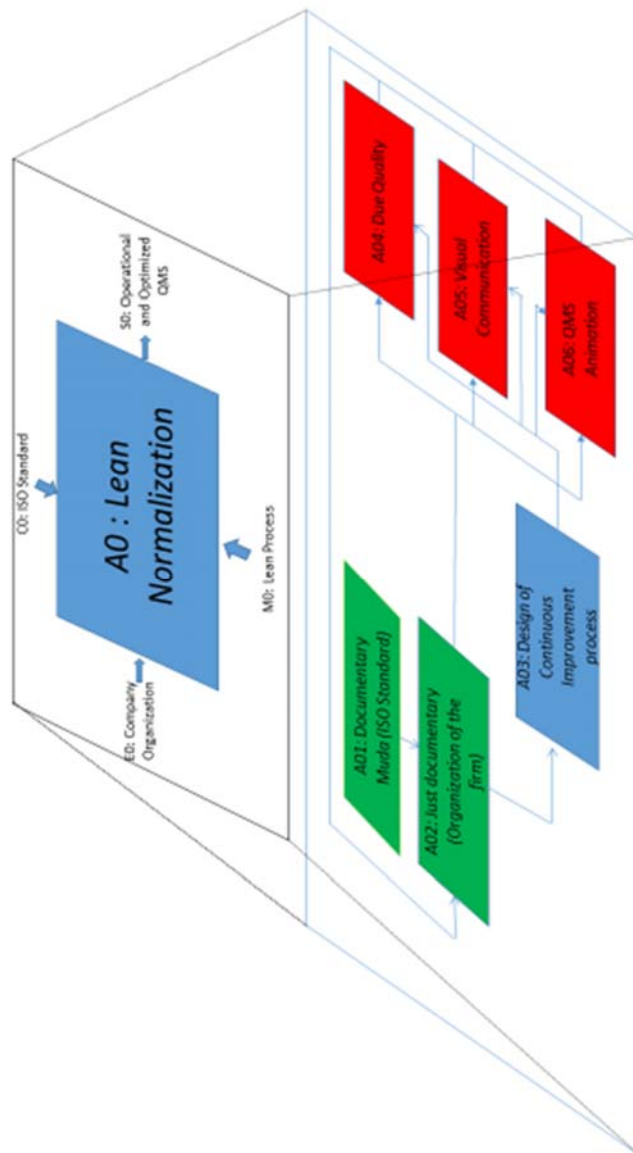 C0: ISO Standard
E0: Company
Organization
A0 : Lean
Normalization
S0: Operational
and Optimized
QMS
M0: Lean Process
A01: Documentary
Muda (ISO Standard)
A02: Just documentary
(Organization of the
firm)
A03: Design of
Continuous
Improvement
process
A04: Due Quality
A05: Visual
Communication
A06: QMS
Animation